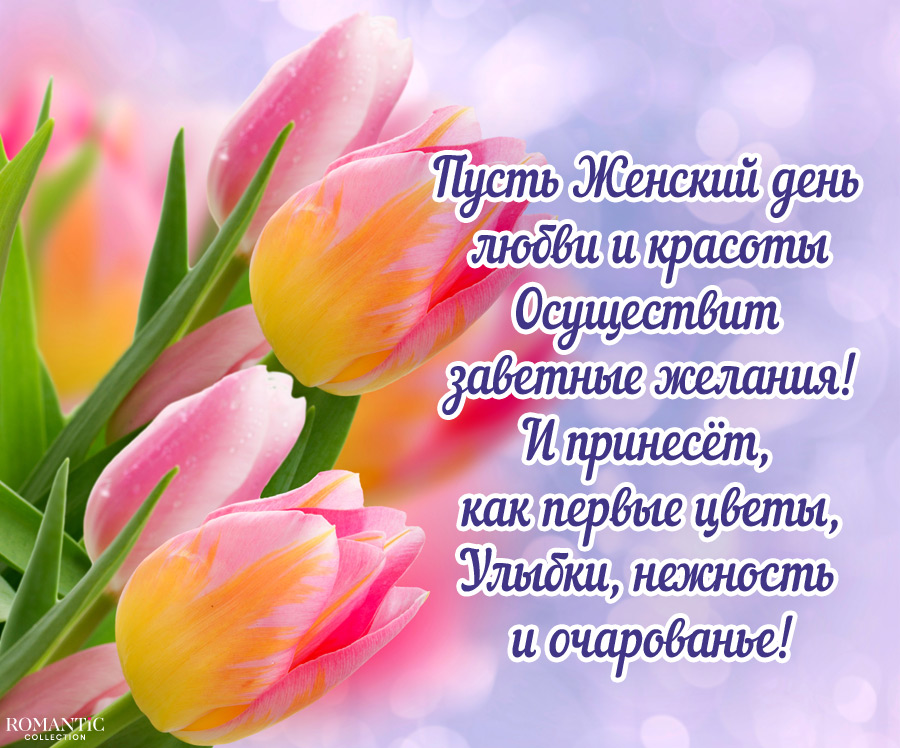 Пусть Женский день
любви и красоты
Осуществит
заветные желания!
И принесёт,
как первые цветы,
Улыбки, нежность
и очарованье!
ROMANTIC
COLLECTION